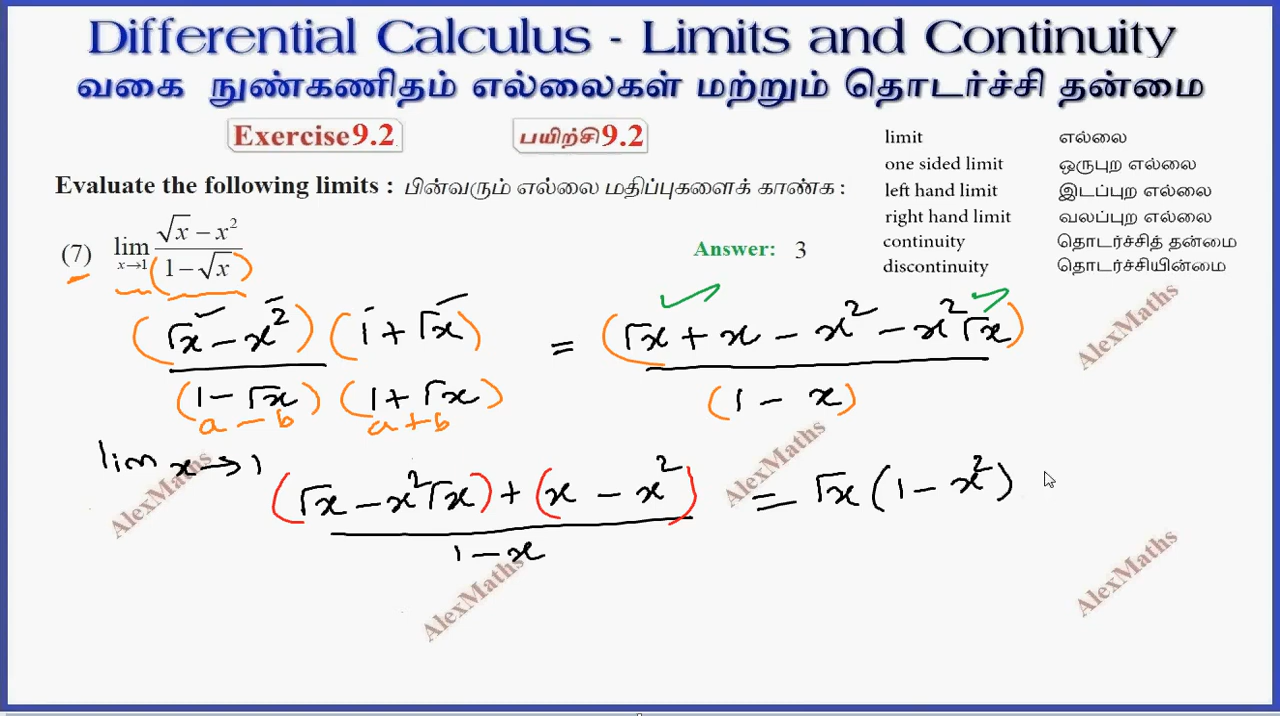 Differential Calculus - Limits and Continuity
வகை நுண்கணிதம் எல்லைகள் மற்றும் தொடர்ச்சி தன்மை
Exercise9.2 பயிற்சி9.2
limit எல்லை
one sided limit ஒருபுற எல்லை
left hand limit இடப்புற எல்லை
right hand limit வலப்புற எல்லை
continuity தொடர்ச்சித் தன்மை
discontinuity தொடர்ச்சியின்மை
Evaluate the following limits : பின்வரும் எல்லை மதிப்புகளைக் காண்க :
(7) lim x→1 (√x − x²)/(1 − √x)
Answer: 3
(√x − x²) (1 + √x) = (√x + x − x² − x²√x)
(1 − √x) (1 + √x) (1 − x)
a − b a + b
lim x→1 (√x − x²√x) + (x − x²) = √x (1 − x²)
1 − x
AlexMaths
AlexMaths
AlexMaths
AlexMaths
AlexMaths